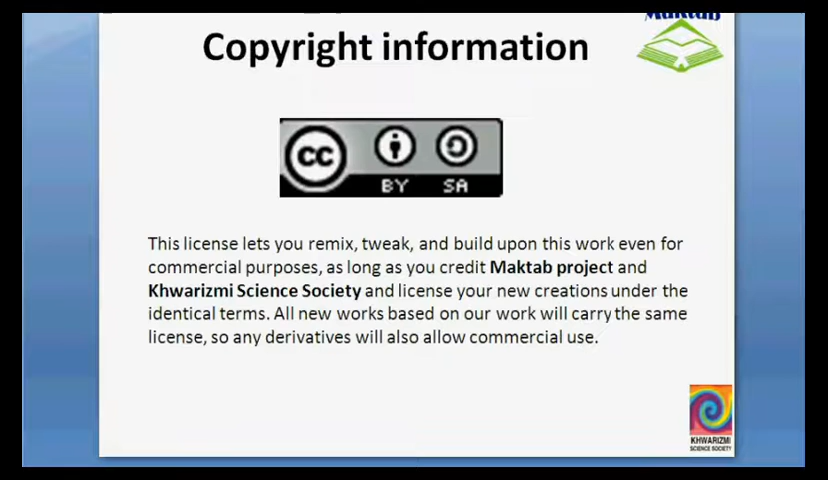 Maktab
Copyright information
cc
BY SA
This license lets you remix, tweak, and build upon this work even for
commercial purposes, as long as you credit Maktab project and
Khwarizmi Science Society and license your new creations under the
identical terms. All new works based on our work will carry the same
license, so any derivatives will also allow commercial use.
KHWARIZMI
SCIENCE SOCIETY